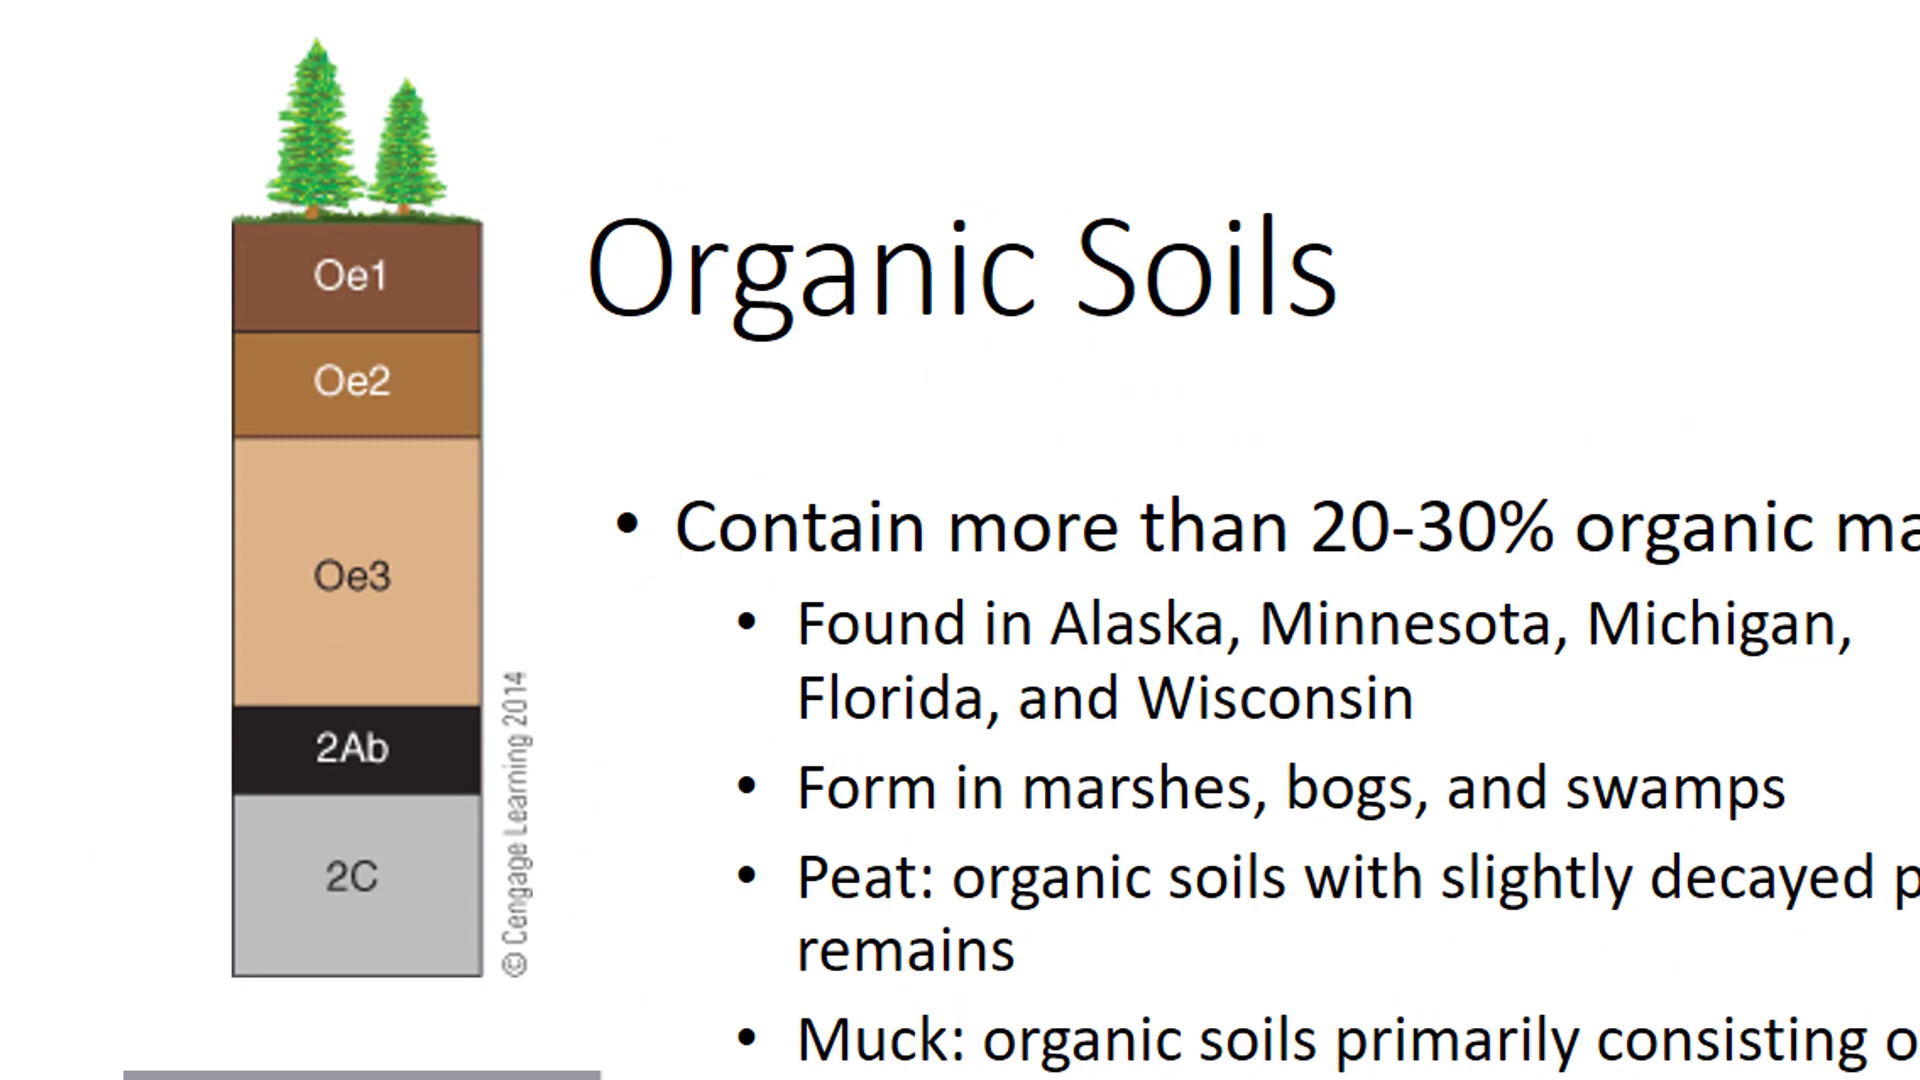 Oe1
Oe2
Oe3
2Ab
2C
© Cengage Learning 2014
Organic Soils
• Contain more than 20-30% organic
• Found in Alaska, Minnesota, Michigan,
Florida, and Wisconsin
• Form in marshes, bogs, and swamps
• Peat: organic soils with slightly decayed
remains
• Muck: organic soils primarily consisting